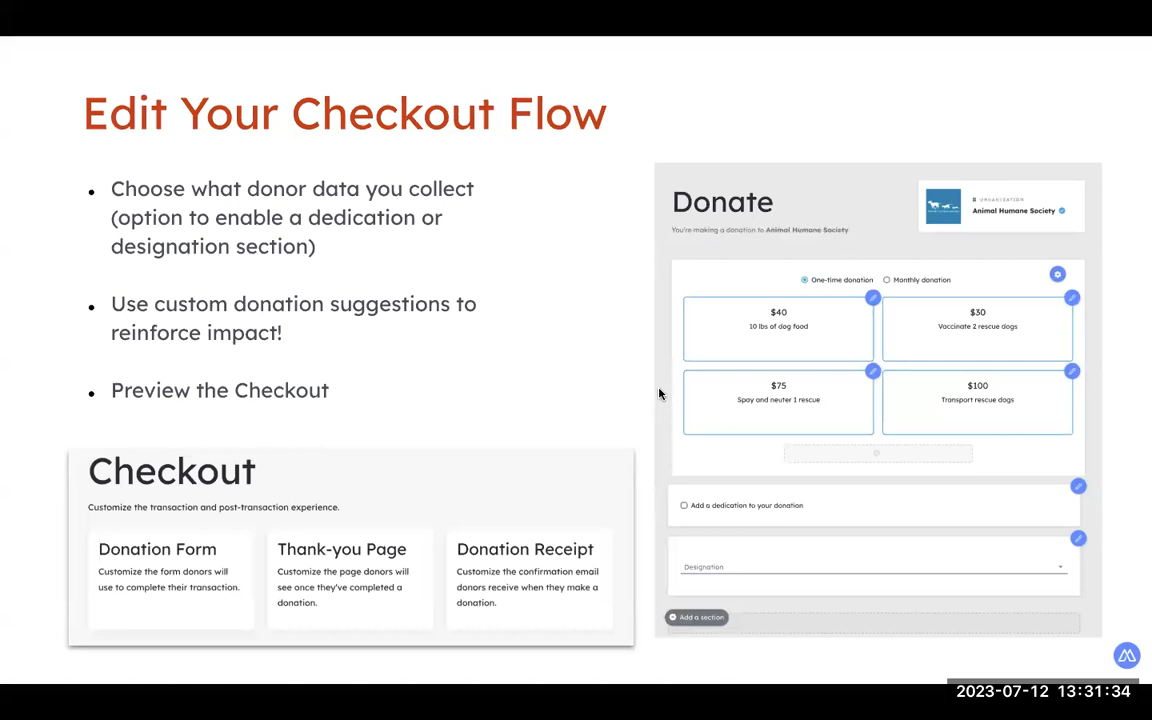 Edit Your Checkout Flow
• Choose what donor data you collect
(option to enable a dedication or
designation section)
• Use custom donation suggestions to
reinforce impact!
• Preview the Checkout
Checkout
Customize the transaction and post-transaction experience.
Donation Form
Customize the form donors will
use to complete their transaction.
Thank-you Page
Customize the page donors will
see once they've completed a
donation.
Donation Receipt
Customize the confirmation email
donors receive when they make a
donation.
Donate
You're making a donation to Animal Humane Society
ORGANIZATION
Animal Humane Society
One-time donation
Monthly donation
$40
10 lbs of dog food
$30
Vaccinate 2 rescue dogs
$75
Spay and neuter 1 rescue
$100
Transport rescue dogs
Add a dedication to your donation
Designation
Add a section
2023-07-12 13:31:34